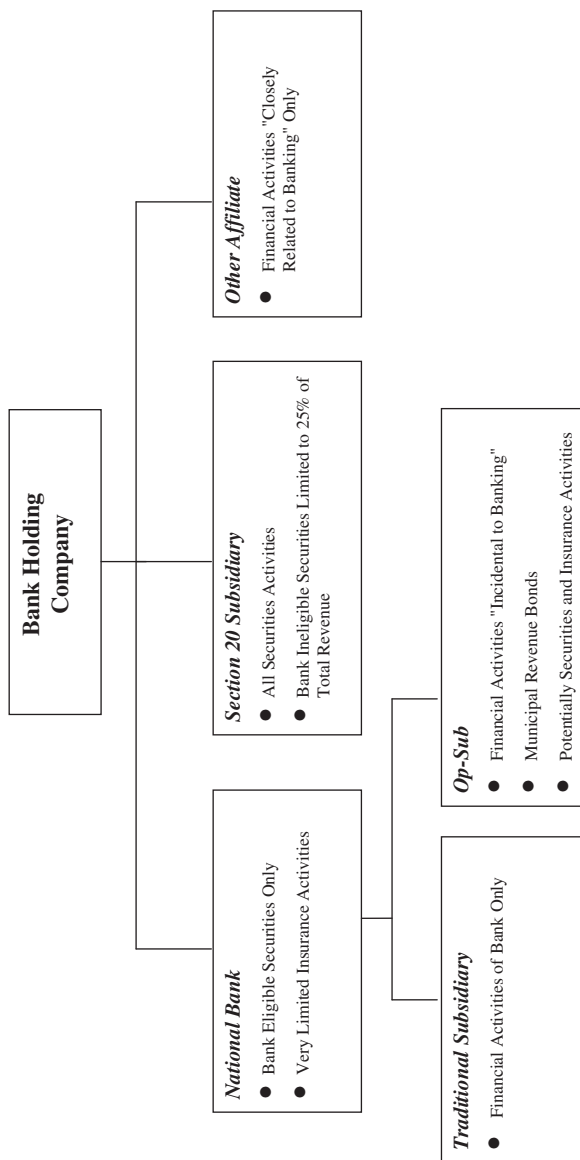 Bank Holding
Company
National Bank
● Bank Eligible Securities Only
● Very Limited Insurance Activities
Section 20 Subsidiary
● All Securities Activities
● Bank Ineligible Securities Limited to 25% of
Total Revenue
Other Affiliate
● Financial Activities "Closely
Related to Banking" Only
Traditional Subsidiary
● Financial Activities of Bank Only
Op-Sub
● Financial Activities "Incidental to Banking"
● Municipal Revenue Bonds
● Potentially Securities and Insurance Activities